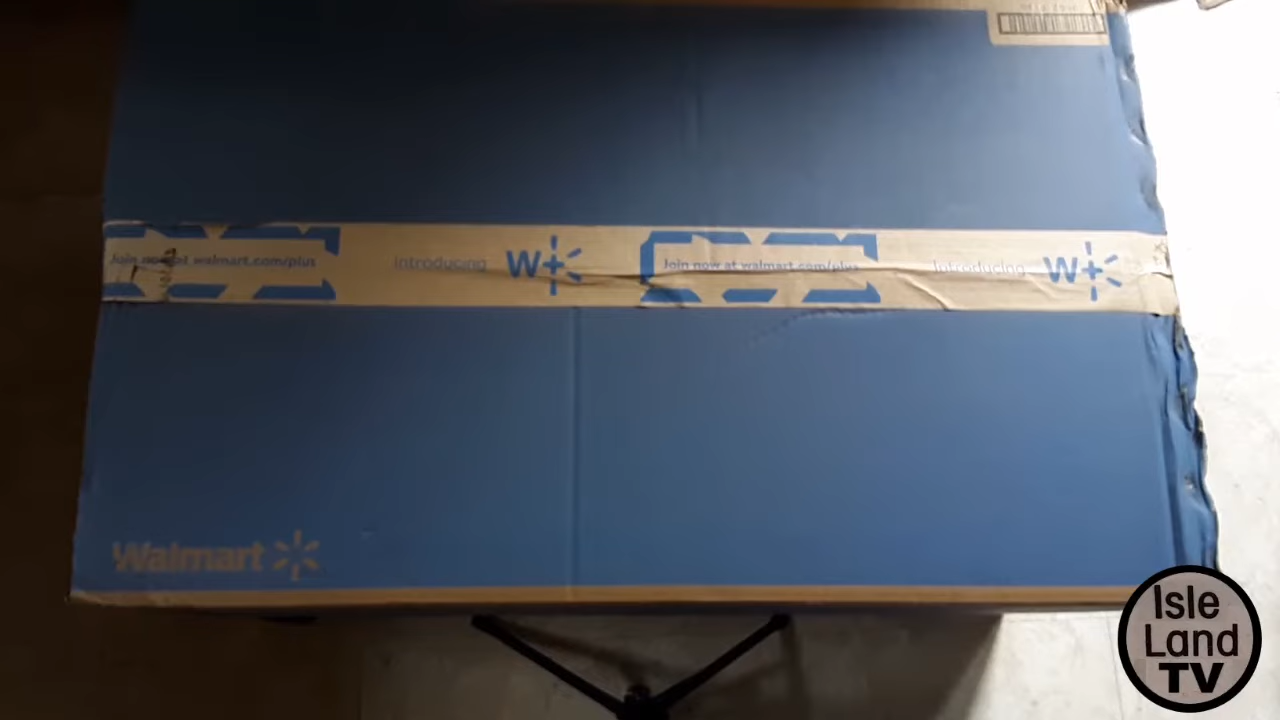 Join now at walmart.com/plus
Introducing W+
Join now at walmart.com/plus
Introducing W+
Walmart
Isle
Land
TV